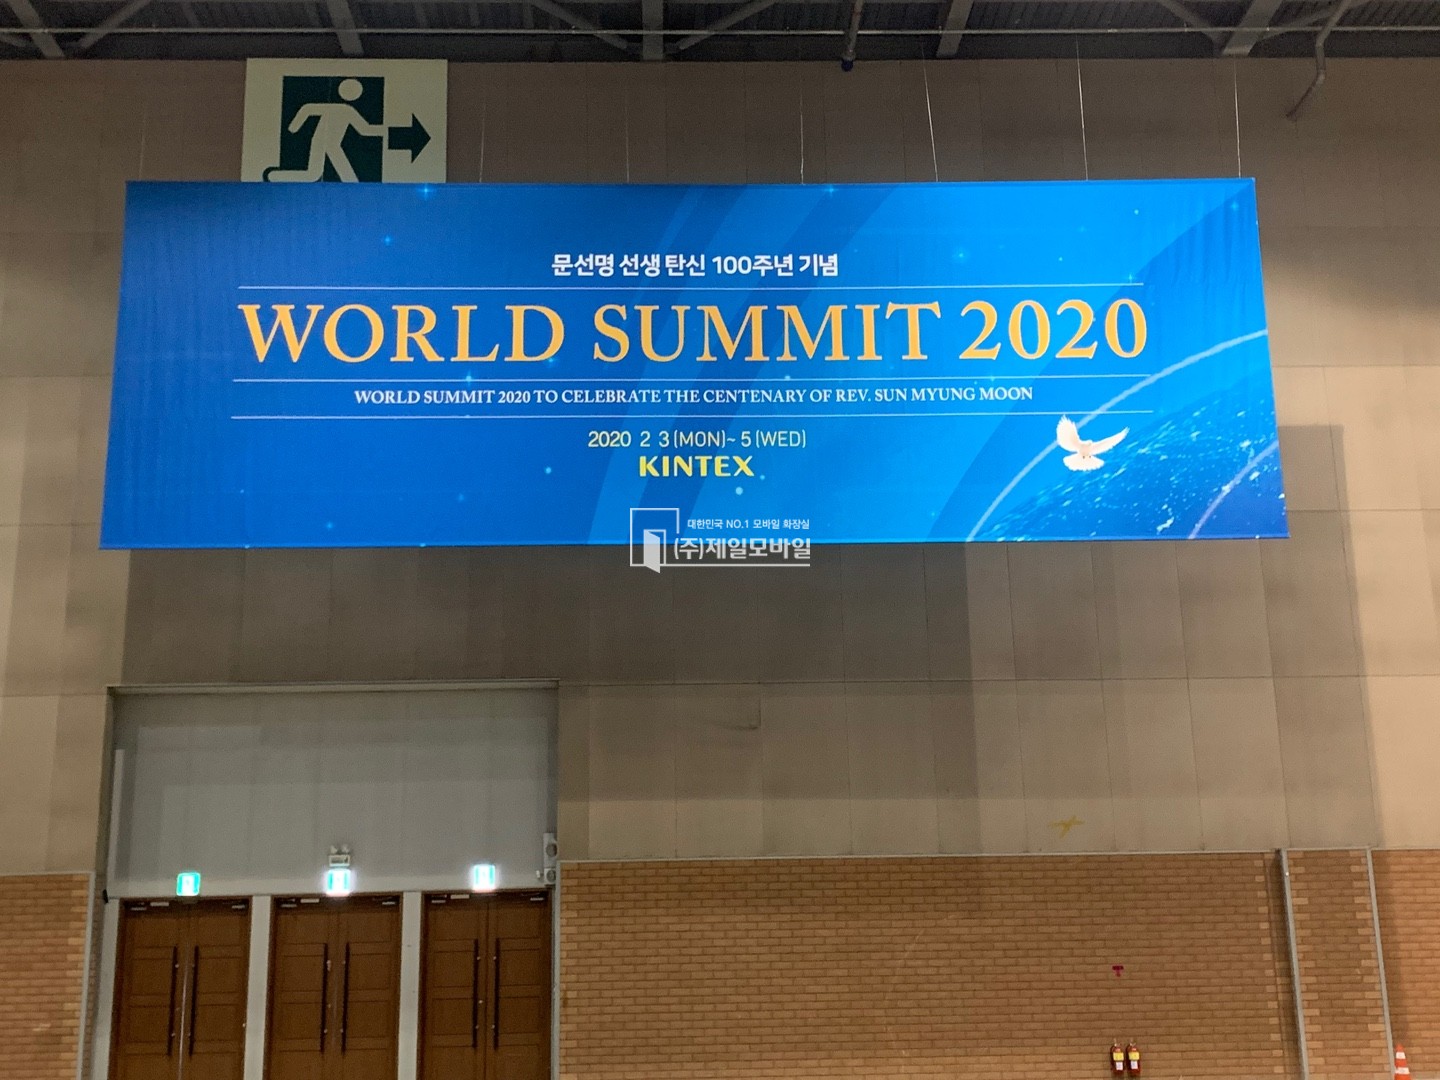 문선명 선생 탄신 100주년 기념
WORLD SUMMIT 2020
WORLD SUMMIT 2020 TO CELEBRATE THE CENTENARY OF REV. SUN MYUNG MOON
2020 2 3(MON)~ 5(WED)
KINTEX
대한민국 NO.1 모바일 화장실
(주)제일모바일